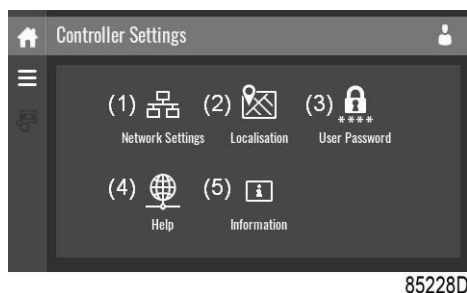 Controller Settings
(1) (2) (3)
****
Network Settings Localisation User Password
(4) (5)
i
Help Information
85228D